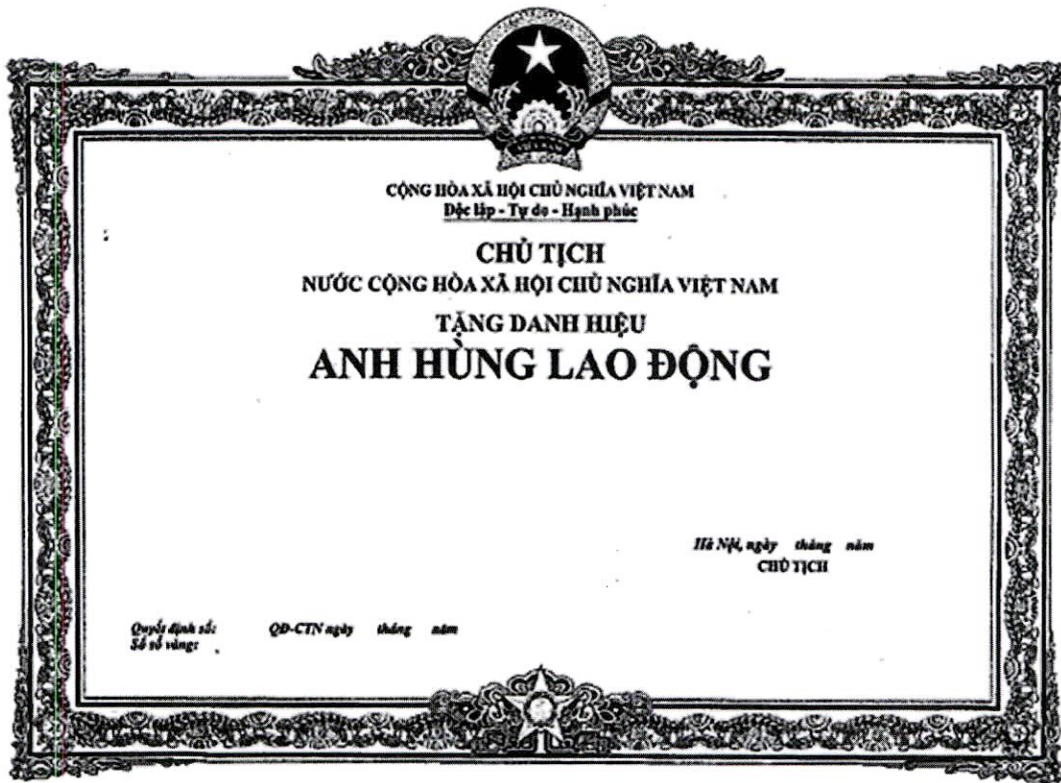 CỘNG HÒA XÃ HỘI CHỦ NGHĨA VIỆT NAM
Độc lập - Tự do - Hạnh phúc
CHỦ TỊCH
NƯỚC CỘNG HÒA XÃ HỘI CHỦ NGHĨA VIỆT NAM
TẶNG DANH HIỆU
ANH HÙNG LAO ĐỘNG
Hà Nội, ngày tháng năm
CHỦ TỊCH
Quyết định số: QĐ-CTN ngày tháng năm
Số sổ vàng: